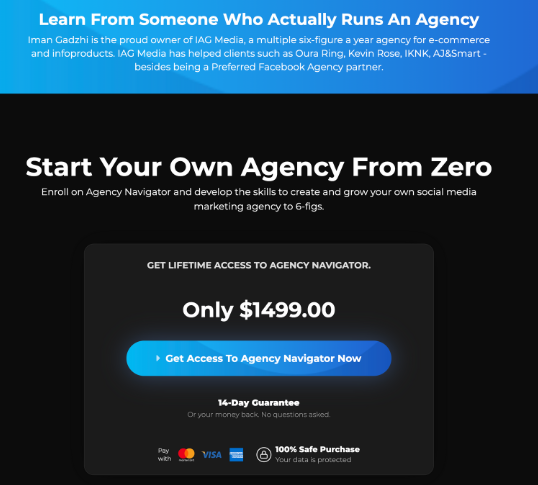 Learn From Someone Who Actually Runs An Agency
Iman Gadzhi is the proud owner of IAG Media, a multiple six-figure a year agency for e-commerce
and infoproducts. IAG Media has helped clients such as Oura Ring, Kevin Rose, IKNK, AJ&Smart -
besides being a Preferred Facebook Agency partner.
Start Your Own Agency From Zero
Enroll on Agency Navigator and develop the skills to create and grow your own social media
marketing agency to 6-figs.
GET LIFETIME ACCESS TO AGENCY NAVIGATOR.
Only $1499.00
Get Access To Agency Navigator Now
14-Day Guarantee
Or your money back. No questions asked.
Pay
with
VISA
100% Safe Purchase
Your data is protected